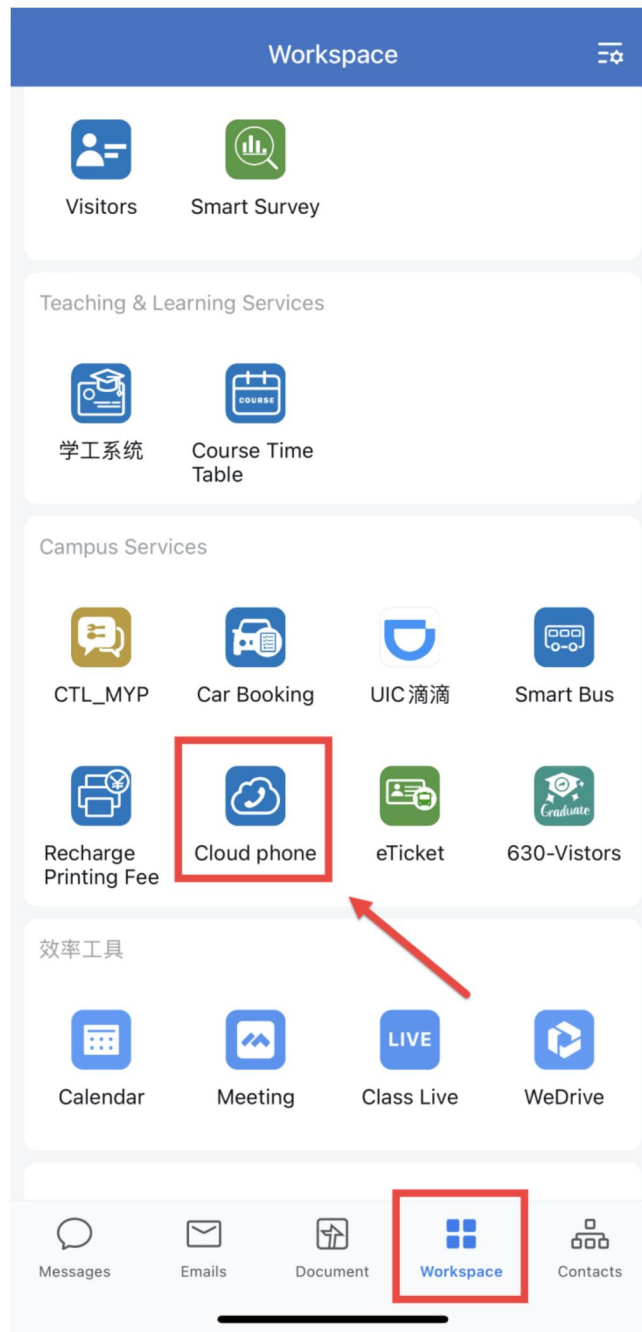 Workspace
Visitors
Smart Survey
Teaching & Learning Services
COURSE
学工系统
Course Time
Table
Campus Services
CTL_MYP
Car Booking
UIC滴滴
Smart Bus
¥
Graduate
Recharge
Printing Fee
Cloud phone
eTicket
630-Vistors
效率工具
LIVE
Calendar
Meeting
Class Live
WeDrive
Messages
Emails
Document
Workspace
Contacts